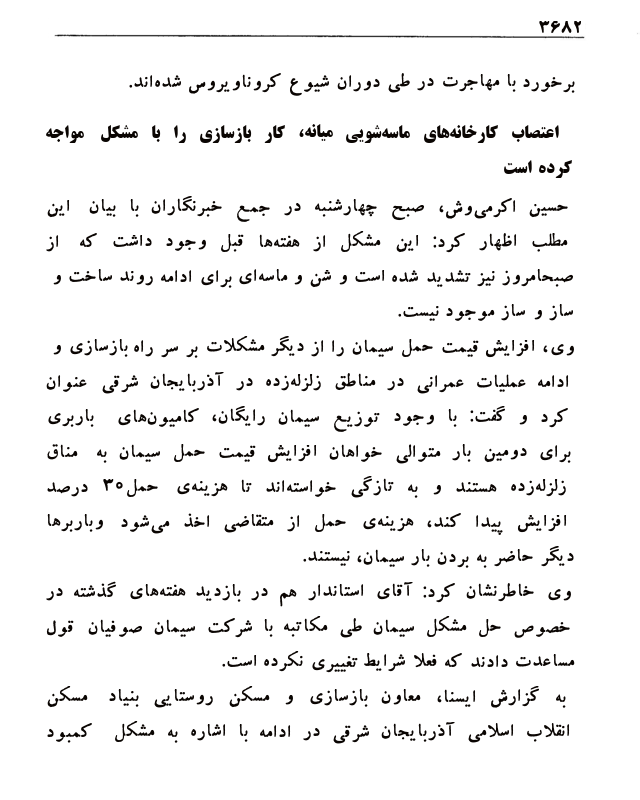 ۳۶۸۲
برخورد با مهاجرت در طی دوران شیوع کروناویروس شده‌اند.
اعتصاب کارخانه‌های ماسه‌شویی میانه، کار بازسازی را با مشکل مواجه
کرده است
حسین اکرمی‌وش، صبح چهارشنبه در جمع خبرنگاران با بیان این
مطلب اظهار کرد: این مشکل از هفته‌ها قبل وجود داشت که از
صبحامروز نیز تشدید شده است و شن و ماسه‌ای برای ادامه روند ساخت و
ساز و ساز موجود نیست.
وی، افزایش قیمت حمل سیمان را از دیگر مشکلات بر سر راه بازسازی و
ادامه عملیات عمرانی در مناطق زلزله‌زده در آذربایجان شرقی عنوان
کرد و گفت: با وجود توزیع سیمان رایگان، کامیون‌های باربری
برای دومین بار متوالی خواهان افزایش قیمت حمل سیمان به مناق
زلزله‌زده هستند و به تازگی خواسته‌اند تا هزینه‌ی حمل۳۰ درصد
افزایش پیدا کند، هزینه‌ی حمل از متقاضی اخذ می‌شود وباربرها
دیگر حاضر به بردن بار سیمان، نیستند.
وی خاطرنشان کرد: آقای استاندار هم در بازدید هفته‌های گذشته در
خصوص حل مشکل سیمان طی مکاتبه با شرکت سیمان صوفیان قول
مساعدت دادند که فعلا شرایط تغییری نکرده است.
به گزارش ایسنا، معاون بازسازی و مسکن روستایی بنیاد مسکن
انقلاب اسلامی آذربایجان شرقی در ادامه با اشاره به مشکل کمبود